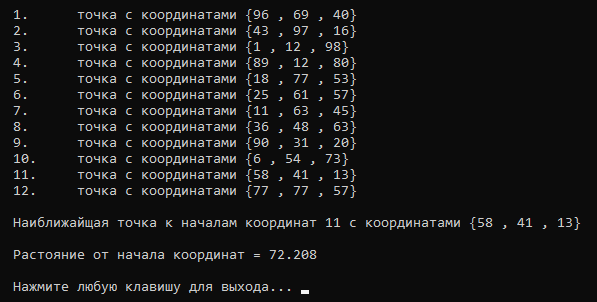 1. точка с координатами {96 , 69 , 40}
2. точка с координатами {43 , 97 , 16}
3. точка с координатами {1 , 12 , 98}
4. точка с координатами {89 , 12 , 80}
5. точка с координатами {18 , 77 , 53}
6. точка с координатами {25 , 61 , 57}
7. точка с координатами {11 , 63 , 45}
8. точка с координатами {36 , 48 , 63}
9. точка с координатами {90 , 31 , 20}
10. точка с координатами {6 , 54 , 73}
11. точка с координатами {58 , 41 , 13}
12. точка с координатами {77 , 77 , 57}
Наиближайщая точка к началам координат 11 с координатами {58 , 41 , 13}
Растояние от начала координат = 72.208
Нажмите любую клавишу для выхода...